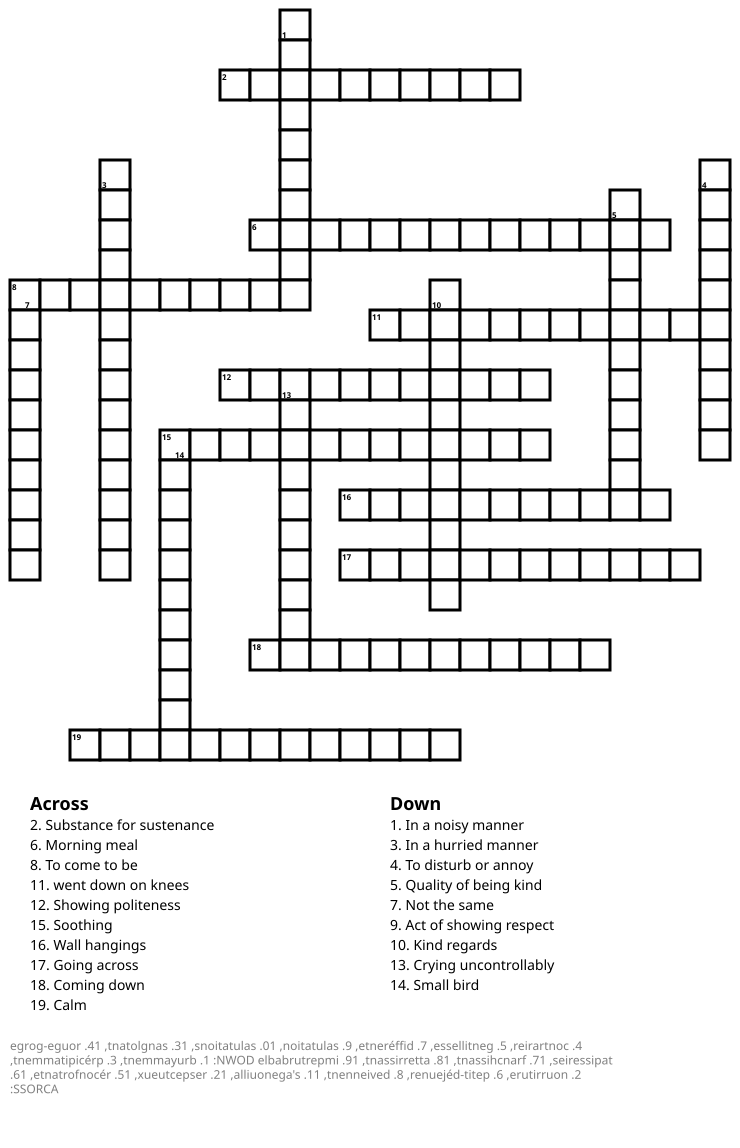 1
2
3
4
5
6
8
7
10
11
12
13
15
14
16
17
18
19
Across
2. Substance for sustenance
6. Morning meal
8. To come to be
11. went down on knees
12. Showing politeness
15. Soothing
16. Wall hangings
17. Going across
18. Coming down
19. Calm
Down
1. In a noisy manner
3. In a hurried manner
4. To disturb or annoy
5. Quality of being kind
7. Not the same
9. Act of showing respect
10. Kind regards
13. Crying uncontrollably
14. Small bird
egrog-eguor .41 ,tnatolgnas .31 ,snoitatulas .01 ,noitatulas .9 ,etneréffid .7 ,essellitneg .5 ,reirartnoc .4
,tnemmatipicérp .3 ,tnemmayurb .1 :NWOD elbabrutrepmi .91 ,tnassirretta .81 ,tnassihcnarf .71 ,seiressipat
.61 ,etnatrofnocér .51 ,xueutcepser .21 ,alliuonega's .11 ,tnenneived .8 ,renuejéd-titep .6 ,erutirruon .2
:SSORCA